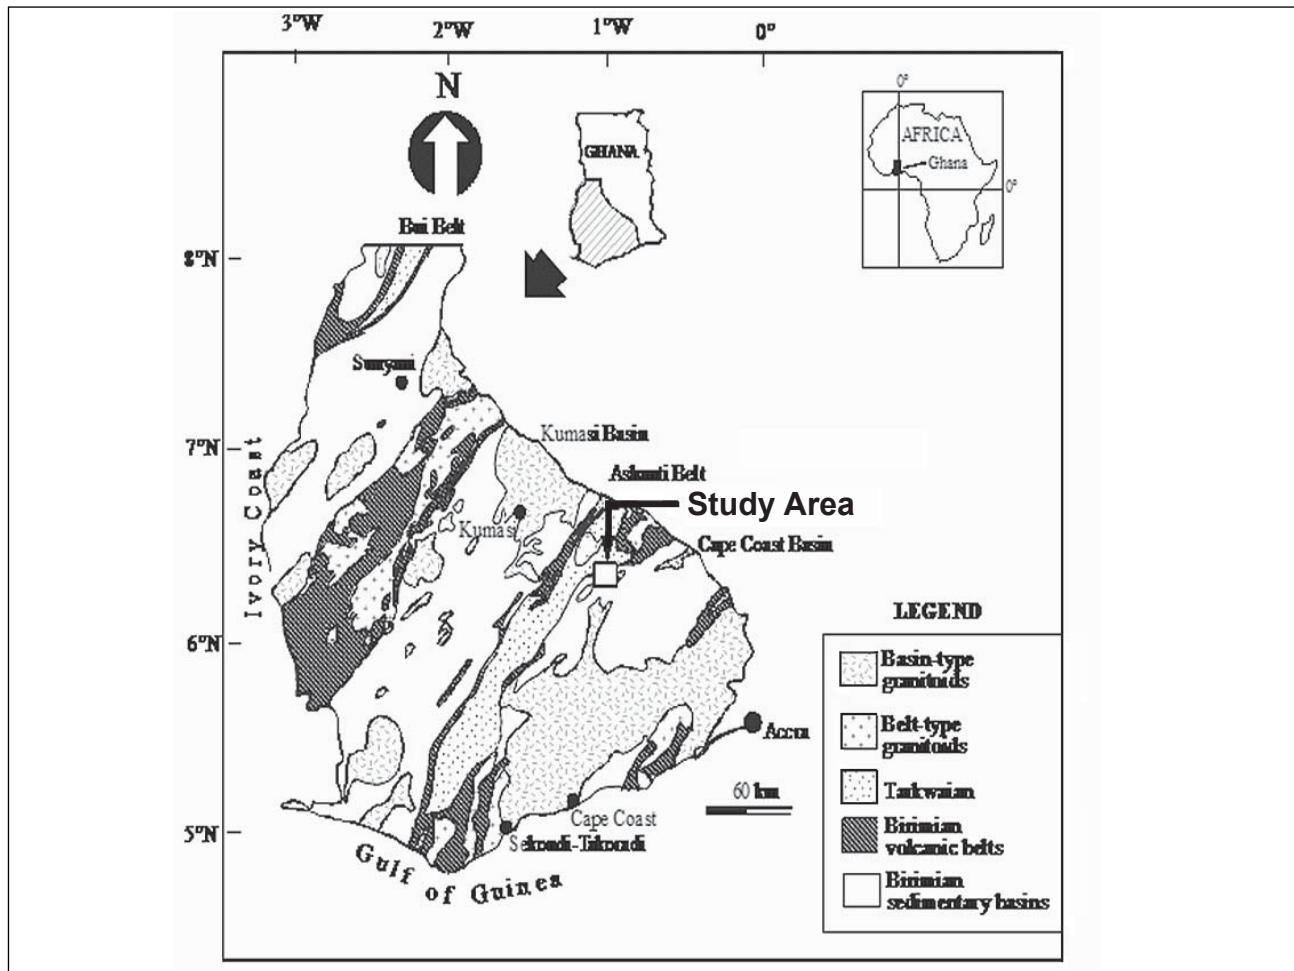 3°W
2°W
1°W
0°
N
0°
AFRICA
Ghana
0°
GHANA
Bui Belt
8°N
Sunyani
Kumasi Basin
7°N
Ashanti Belt
Study Area
Kumasi
Cape Coast Basin
Ivory Coast
LEGEND
6°N
Basin-type
granitoids
Belt-type
granitoids
Accra
Tarkwaian
60 km
Cape Coast
5°N
Birimian
volcanic belts
Sekondi-Takoradi
Gulf of Guinea
Birimian
sedimentary basins